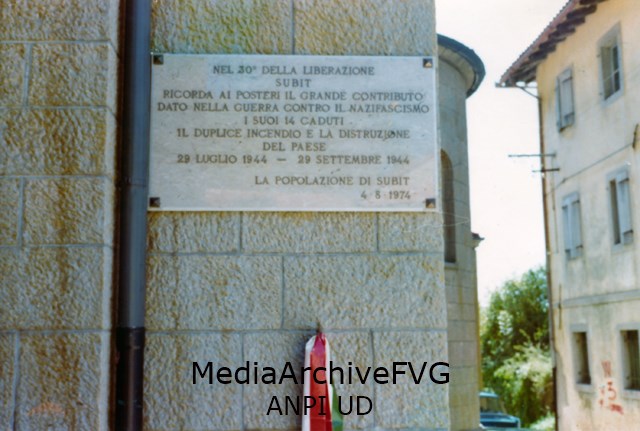 NEL 30° DELLA LIBERAZIONE
SUBIT
RICORDA AI POSTERI IL GRANDE CONTRIBUTO
DATO NELLA GUERRA CONTRO IL NAZIFASCISMO
I SUOI 14 CADUTI
IL DUPLICE INCENDIO E LA DISTRUZIONE
DEL PAESE
29 LUGLIO 1944 — 29 SETTEMBRE 1944
LA POPOLAZIONE DI SUBIT
4 8 1974
MediaArchiveFVG
ANPI UD